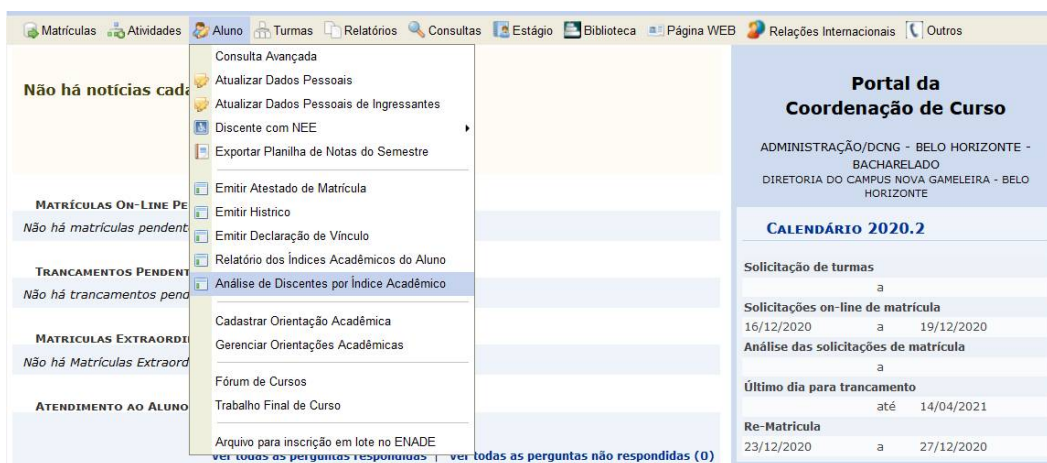 Matrículas Atividades Aluno Turmas Relatórios Consultas Estágio Biblioteca Página WEB Relações Internacionais Outros
Não há notícias cada
Consulta Avançada
Atualizar Dados Pessoais
Atualizar Dados Pessoais de Ingressantes
Discente com NEE
Exportar Planilha de Notas do Semestre
Emitir Atestado de Matrícula
Emitir Histrico
Emitir Declaração de Vínculo
Relatório dos Índices Acadêmicos do Aluno
Análise de Discentes por Índice Acadêmico
Cadastrar Orientação Acadêmica
Gerenciar Orientações Acadêmicas
Fórum de Cursos
Trabalho Final de Curso
Arquivo para inscrição em lote no ENADE
MATRÍCULAS ON-LINE PE
Não há matrículas pendent
TRANCAMENTOS PENDENT
Não há trancamentos pend
MATRICULAS EXTRAORDI
Não há Matrículas Extraord
ATENDIMENTO AO ALUNO
Ver todas as perguntas respondidas | Ver todas as perguntas não respondidas (0)
Portal da
Coordenação de Curso
ADMINISTRAÇÃO/DCNG - BELO HORIZONTE -
BACHARELADO
DIRETORIA DO CAMPUS NOVA GAMELEIRA - BELO
HORIZONTE
CALENDÁRIO 2020.2
Solicitação de turmas
a
Solicitações on-line de matrícula
16/12/2020 a 19/12/2020
Análise das solicitações de matrícula
a
Último dia para trancamento
até 14/04/2021
Re-Matricula
23/12/2020 a 27/12/2020